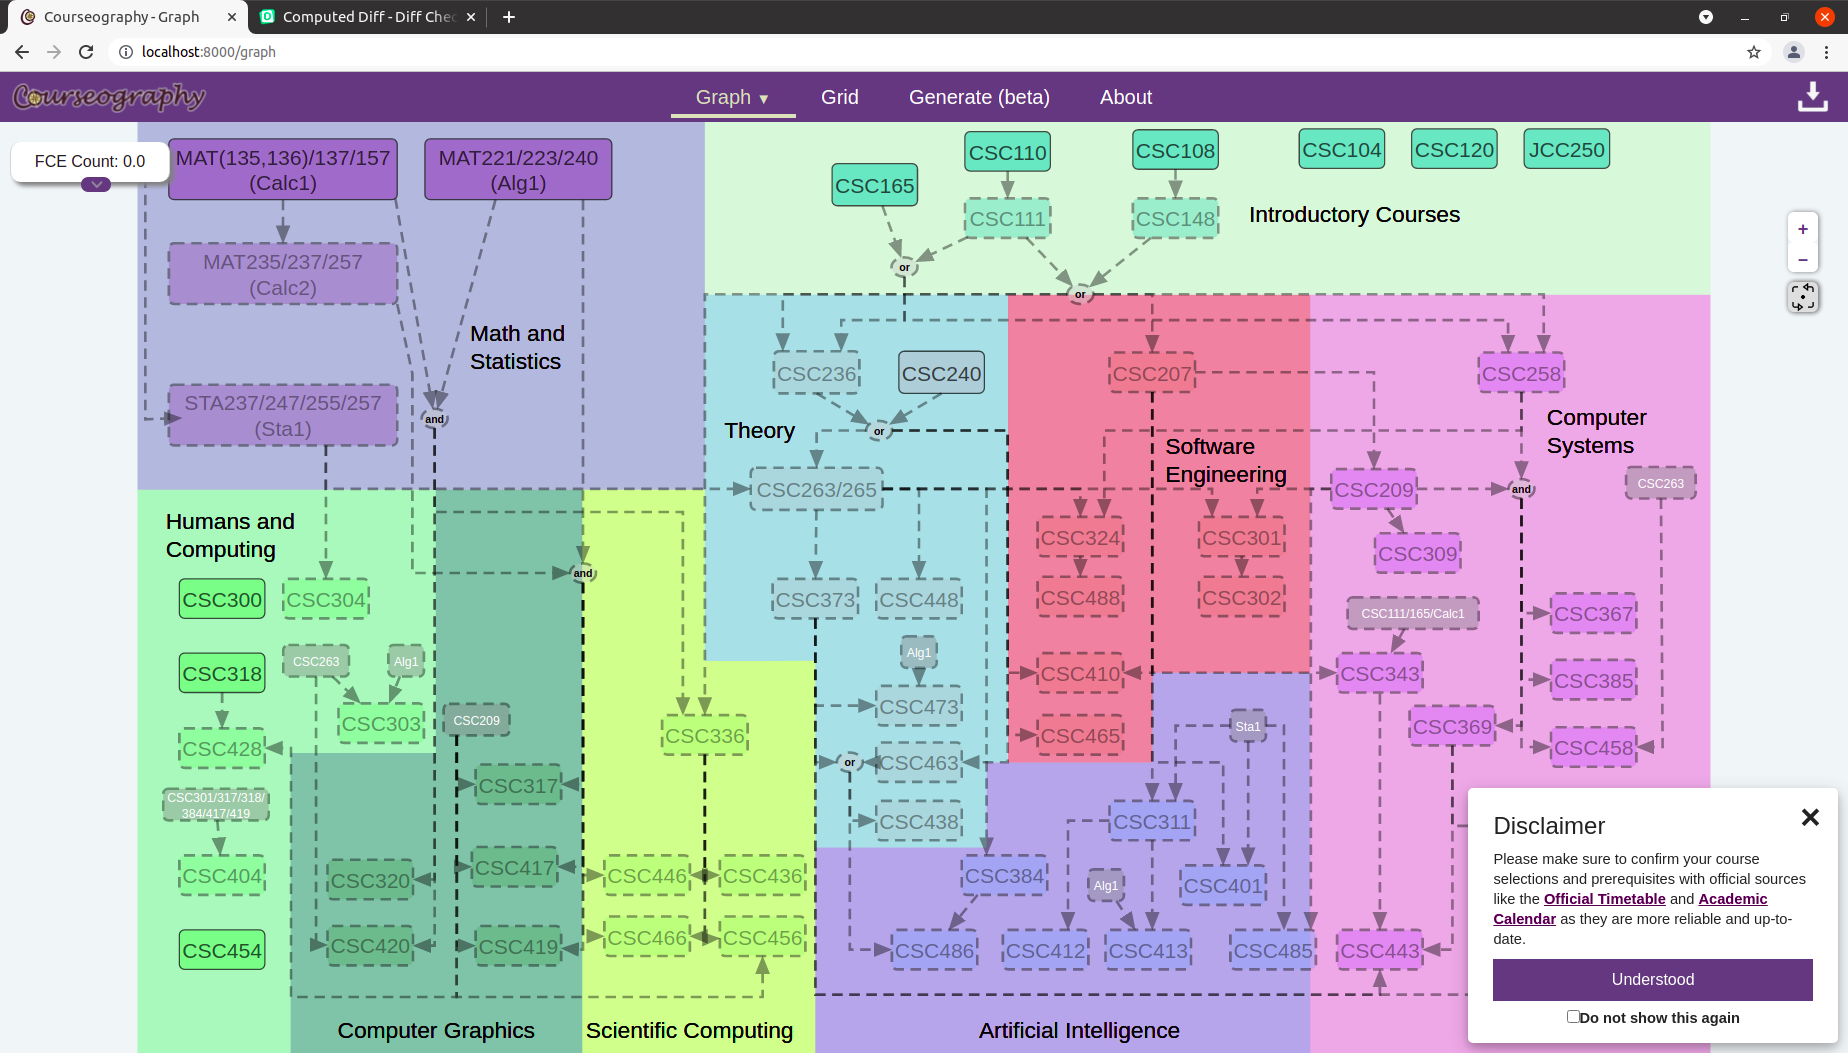 Courseography - Graph
Computed Diff - Diff Chec
localhost:8000/graph
Courseography
Graph ▼
Grid
Generate (beta)
About
FCE Count: 0.0
MAT(135,136)/137/157
(Calc1)
MAT221/223/240
(Alg1)
CSC110
CSC108
CSC104
CSC120
JCC250
CSC165
CSC111
CSC148
Introductory Courses
MAT235/237/257
(Calc2)
or
or
Math and
Statistics
CSC236
CSC240
CSC207
CSC258
STA237/247/255/257
(Sta1)
and
Theory
or
Software
Engineering
Computer
Systems
CSC263/265
CSC209
and
CSC263
Humans and
Computing
CSC324
CSC301
CSC309
and
CSC300
CSC304
CSC373
CSC448
CSC488
CSC302
CSC111/165/Calc1
CSC367
CSC318
CSC263
Alg1
Alg1
CSC410
CSC343
CSC385
CSC303
CSC209
CSC473
Sta1
CSC369
CSC428
CSC336
CSC465
CSC458
or
CSC463
CSC317
CSC301/317/318/
384/417/419
CSC438
CSC311
CSC404
CSC320
CSC417
CSC446
CSC436
CSC384
Alg1
CSC401
CSC454
CSC420
CSC419
CSC466
CSC456
CSC486
CSC412
CSC413
CSC485
CSC443
Computer Graphics
Scientific Computing
Artificial Intelligence
+
−
Disclaimer
Please make sure to confirm your course
selections and prerequisites with official sources
like the Official Timetable and Academic
Calendar as they are more reliable and up-to-
date.
Understood
Do not show this again